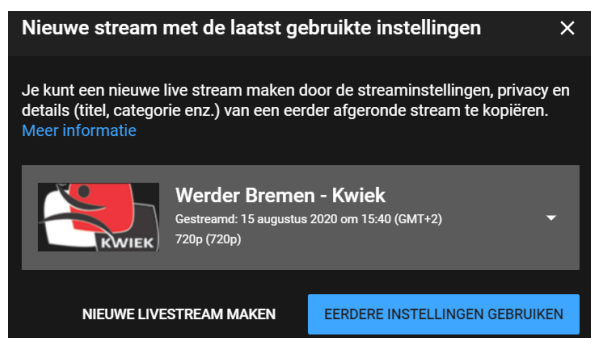 Nieuwe stream met de laatst gebruikte instellingen
Je kunt een nieuwe live stream maken door de streaminstellingen, privacy en
details (titel, categorie enz.) van een eerder afgeronde stream te kopiëren.
Meer informatie
KWIEK
Werder Bremen - Kwiek
Gestreamd: 15 augustus 2020 om 15:40 (GMT+2)
720p (720p)
NIEUWE LIVESTREAM MAKEN
EERDERE INSTELLINGEN GEBRUIKEN